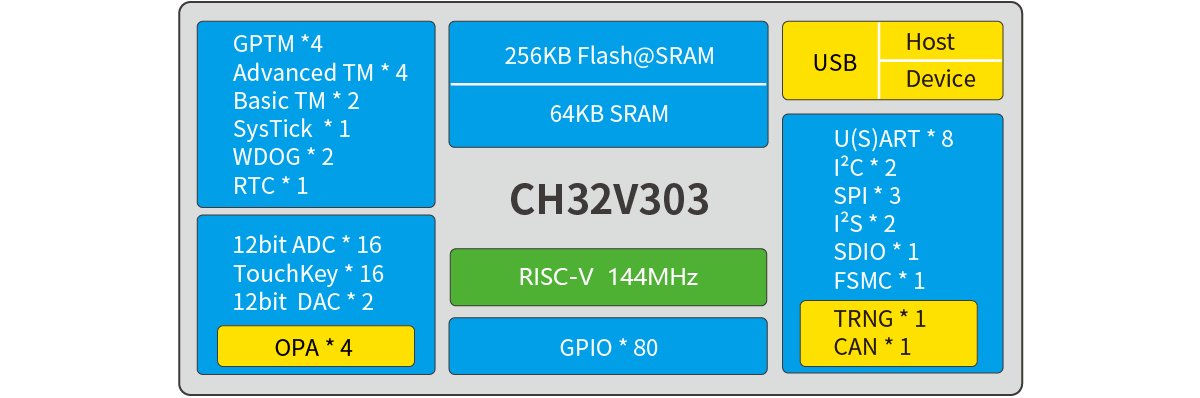 GPTM *4
Advanced TM * 4
Basic TM * 2
SysTick * 1
WDOG * 2
RTC * 1
12bit ADC * 16
TouchKey * 16
12bit DAC * 2
OPA * 4
256KB Flash@SRAM
64KB SRAM
CH32V303
RISC-V 144MHz
GPIO * 80
USB
Host
Device
U(S)ART * 8
I²C * 2
SPI * 3
I²S * 2
SDIO * 1
FSMC * 1
TRNG * 1
CAN * 1